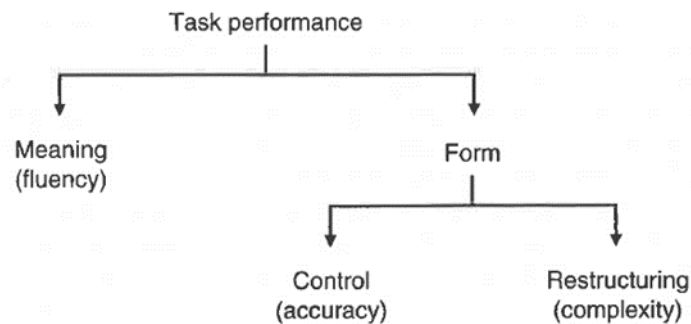 Task performance
Meaning
(fluency)
Form
Control
(accuracy)
Restructuring
(complexity)